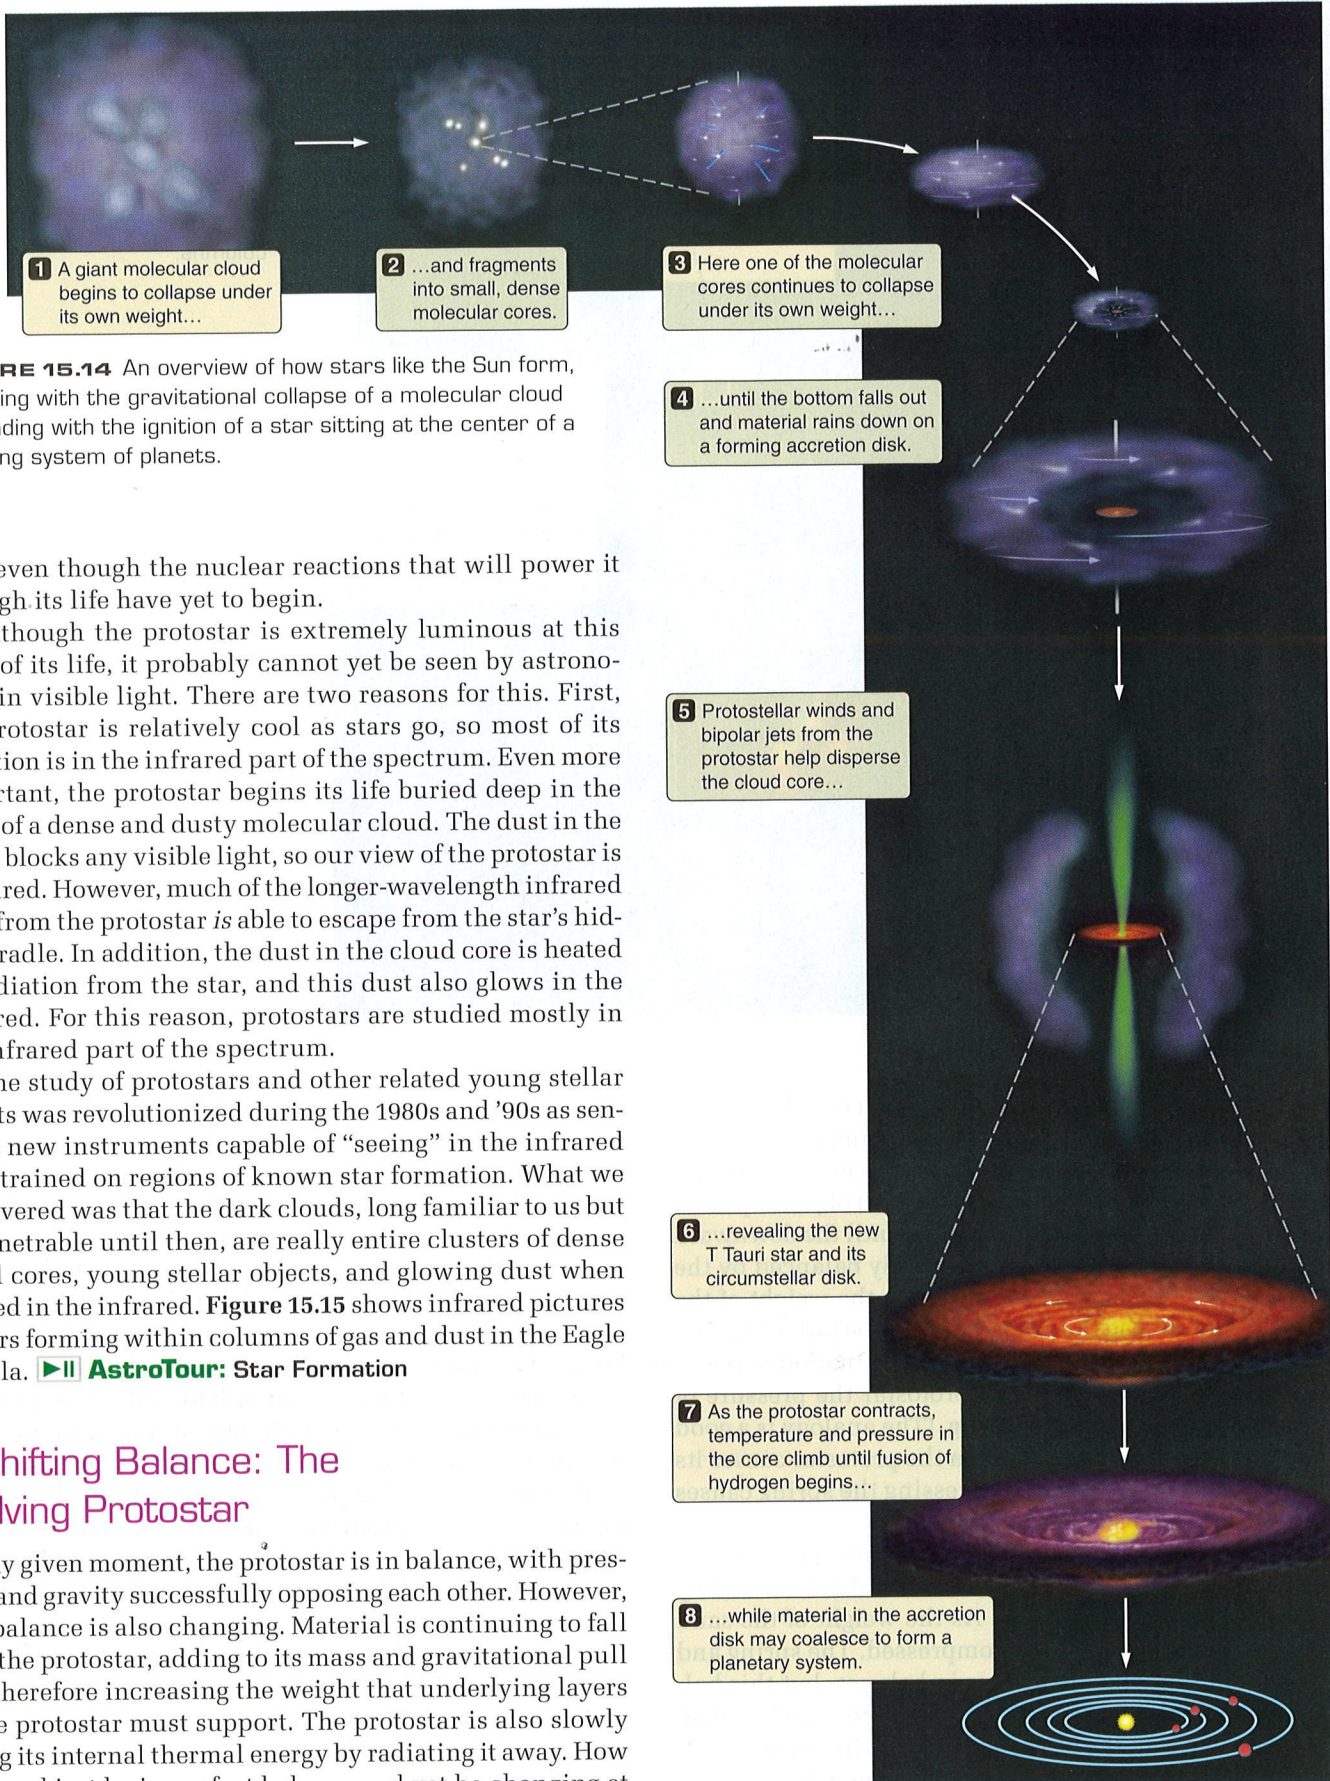 1 A giant molecular cloud
begins to collapse under
its own weight...
2 ...and fragments
into small, dense
molecular cores.
3 Here one of the molecular
cores continues to collapse
under its own weight...
RE 15.14 An overview of how stars like the Sun form,
ing with the gravitational collapse of a molecular cloud
ding with the ignition of a star sitting at the center of a
ng system of planets.
4 ...until the bottom falls out
and material rains down on
a forming accretion disk.
even though the nuclear reactions that will power it
gh its life have yet to begin.
though the protostar is extremely luminous at this
of its life, it probably cannot yet be seen by astrono-
in visible light. There are two reasons for this. First,
rotostar is relatively cool as stars go, so most of its
tion is in the infrared part of the spectrum. Even more
rtant, the protostar begins its life buried deep in the
of a dense and dusty molecular cloud. The dust in the
blocks any visible light, so our view of the protostar is
red. However, much of the longer-wavelength infrared
from the protostar is able to escape from the star's hid-
radle. In addition, the dust in the cloud core is heated
diation from the star, and this dust also glows in the
red. For this reason, protostars are studied mostly in
nfrared part of the spectrum.
ne study of protostars and other related young stellar
ts was revolutionized during the 1980s and '90s as sen-
new instruments capable of "seeing" in the infrared
trained on regions of known star formation. What we
vered was that the dark clouds, long familiar to us but
netrable until then, are really entire clusters of dense
l cores, young stellar objects, and glowing dust when
ed in the infrared. Figure 15.15 shows infrared pictures
rs forming within columns of gas and dust in the Eagle
la. AstroTour: Star Formation
5 Protostellar winds and
bipolar jets from the
protostar help disperse
the cloud core...
6 ...revealing the new
T Tauri star and its
circumstellar disk.
7 As the protostar contracts,
temperature and pressure in
the core climb until fusion of
hydrogen begins...
8 ...while material in the accretion
disk may coalesce to form a
planetary system.
hifting Balance: The
lving Protostar
y given moment, the protostar is in balance, with pres-
and gravity successfully opposing each other. However,
balance is also changing. Material is continuing to fall
the protostar, adding to its mass and gravitational pull
herefore increasing the weight that underlying layers
e protostar must support. The protostar is also slowly
g its internal thermal energy by radiating it away. How